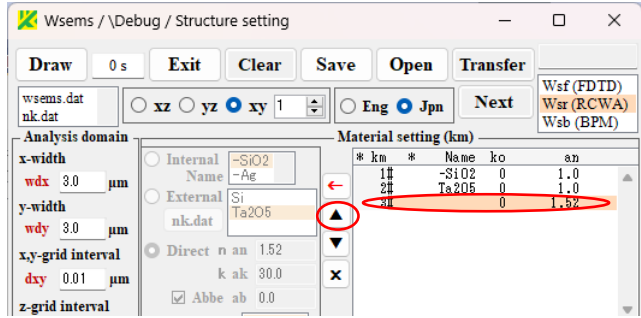 Wsems / \Debug / Structure setting
Draw 0 s Exit Clear Save Open Transfer
wsems.dat
nk.dat
xz yz xy 1 Eng Jpn Next
Wsf (FDTD)
Wsr (RCWA)
Wsb (BPM)
Analysis domain
x-width
wdx 3.0 μm
y-width
wdy 3.0 μm
x,y-grid interval
dxy 0.01 μm
z-grid interval
Internal Name
-SiO2
-Ag
External
nk.dat
Si
Ta2O5
Direct n an 1.52
k ak 30.0
Abbe ab 0.0
← ▲ ▼ x
Material setting (km)
* km * Name ko an
1# -SiO2 0 1.0
2# Ta2O5 0 1.0
3# 0 1.52